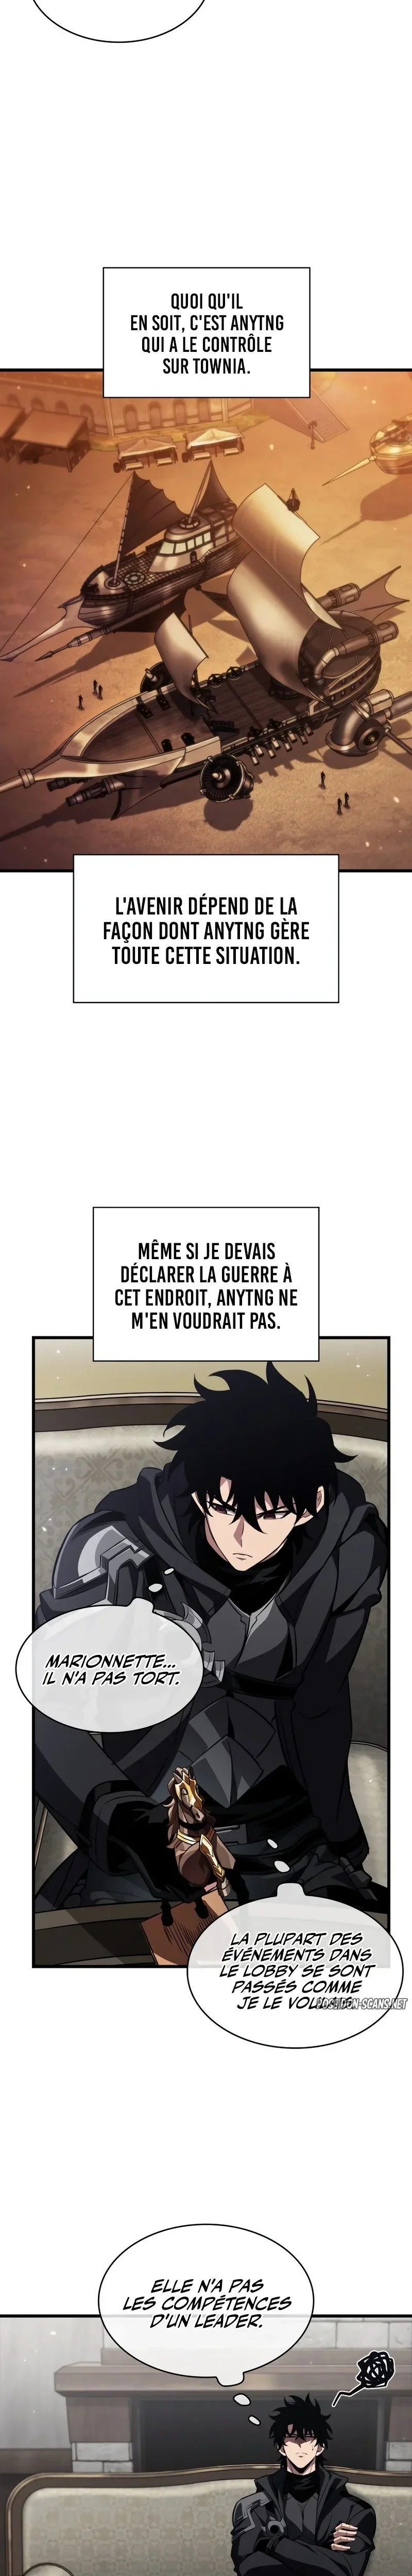 QUOI QU'IL
EN SOIT, C'EST ANYTNG
QUI A LE CONTRÔLE
SUR TOWNIA.
L'AVENIR DÉPEND DE LA
FAÇON DONT ANYTNG GÈRE
TOUTE CETTE SITUATION.
MÊME SI JE DEVAIS
DÉCLARER LA GUERRE À
CET ENDROIT, ANYTNG NE
M'EN VOUDRAIT PAS.
MARIONNETTE...
IL N'A PAS TORT.
LA PLUPART DES
ÉVÉNEMENTS DANS
LE LOBBY SE SONT
PASSÉS COMME
JE LE
POSEIDON-SCANS.NET
ELLE N'A PAS
LES COMPÉTENCES
D'UN LEADER.